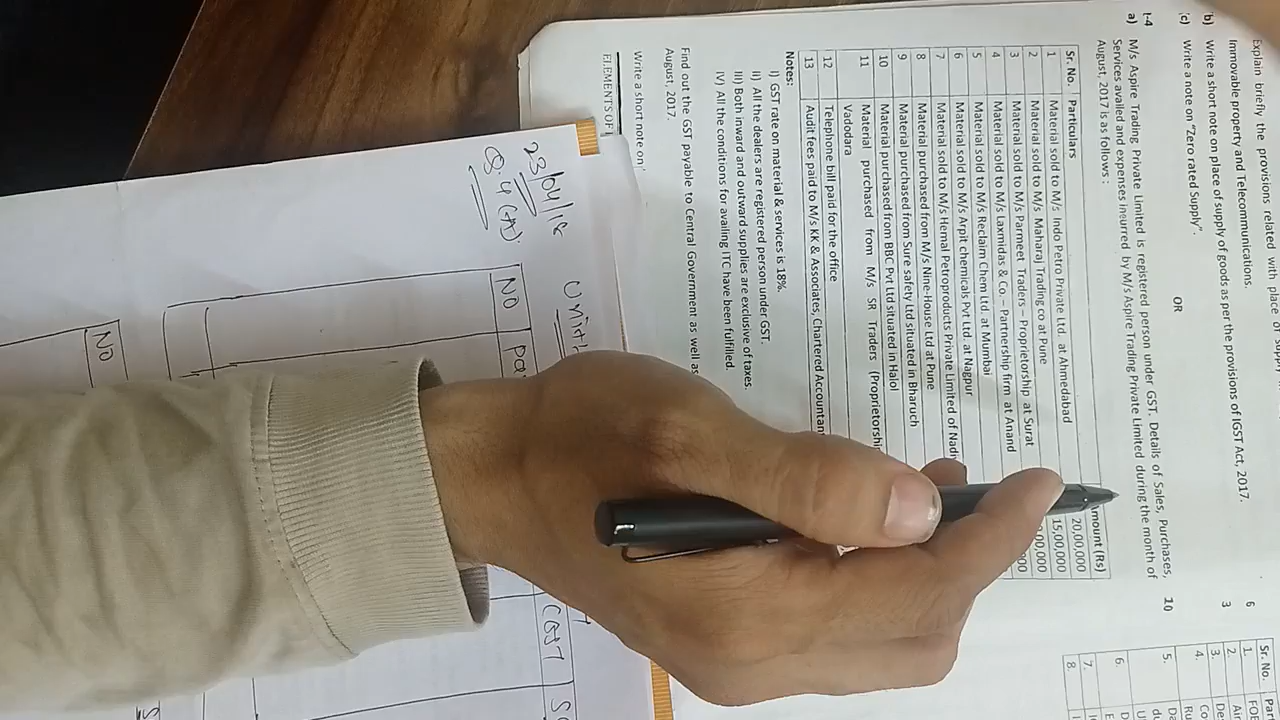 Explain briefly the provisions related with place of supply
Immovable property and Telecommunications.
b) Write a short note on place of supply of goods as per the provisions of IGST Act, 2017. 6
(c) Write a note on "Zero rated Supply". 3
OR
a) M/s Aspire Trading Private Limited is registered person under GST. Details of Sales, Purchases, 10
Services availed and expenses incurred by M/s Aspire Trading Private Limited during the month of
August, 2017 is as follows :
Sr. No. Particulars Amount (Rs)
1 Material sold to M/s Indo Petro Private Ltd. at Ahmedabad 20,00,000
2 Material sold to M/s Maharaj Trading co at Pune 15,00,000
3 Material sold to M/s Parmeet Traders – Proprietorship at Surat
4 Material sold to M/s Laxmidas & Co – Partnership firm at Anand
5 Material sold to M/s Reclaim Chem Ltd. at Mumbai
6 Material sold to M/s Arpit chemicals Pvt Ltd. at Nagpur
7 Material sold to M/s Hemal Petroproducts Private Limited of
8 Material purchased from M/s Nine-House Ltd at Pune
9 Material purchased from Sure safety Ltd situated in Bharuch
10 Material purchased from BBC Pvt Ltd situated in Halol
11 Material purchased from M/s SR Traders
Vadodara
12 Telephone bill paid for the office
13 Audit fees paid to M/s KK & Associates, Chartered
Notes:
I) GST rate on material & services is 18%.
II) All the dealers are registered person under GST.
III) Both inward and outward supplies are exclusive of taxes.
IV) All the conditions for availing ITC have been fulfilled.
Find out the GST payable to Central Government as well as
August, 2017.
Write a short note on
ELEMENTS OF
Sr. No.
1.
2.
3.
4.
5.
6.
7.
8.
23/04/18
Q.4 (A)
NO
CGST
NO